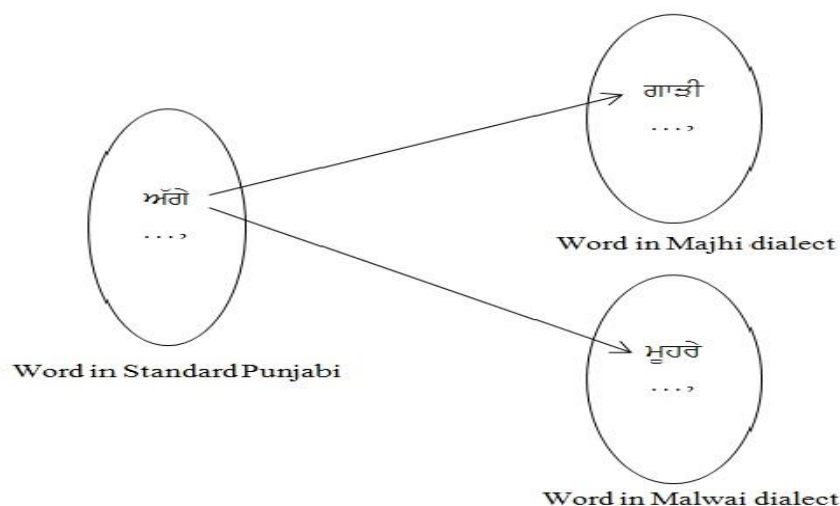 ਗਾੜੀ
...,
Word in Majhi dialect
ਅੱਗੇ
...,
Word in Standard Punjabi
ਮੂਹਰੇ
...,
Word in Malwai dialect